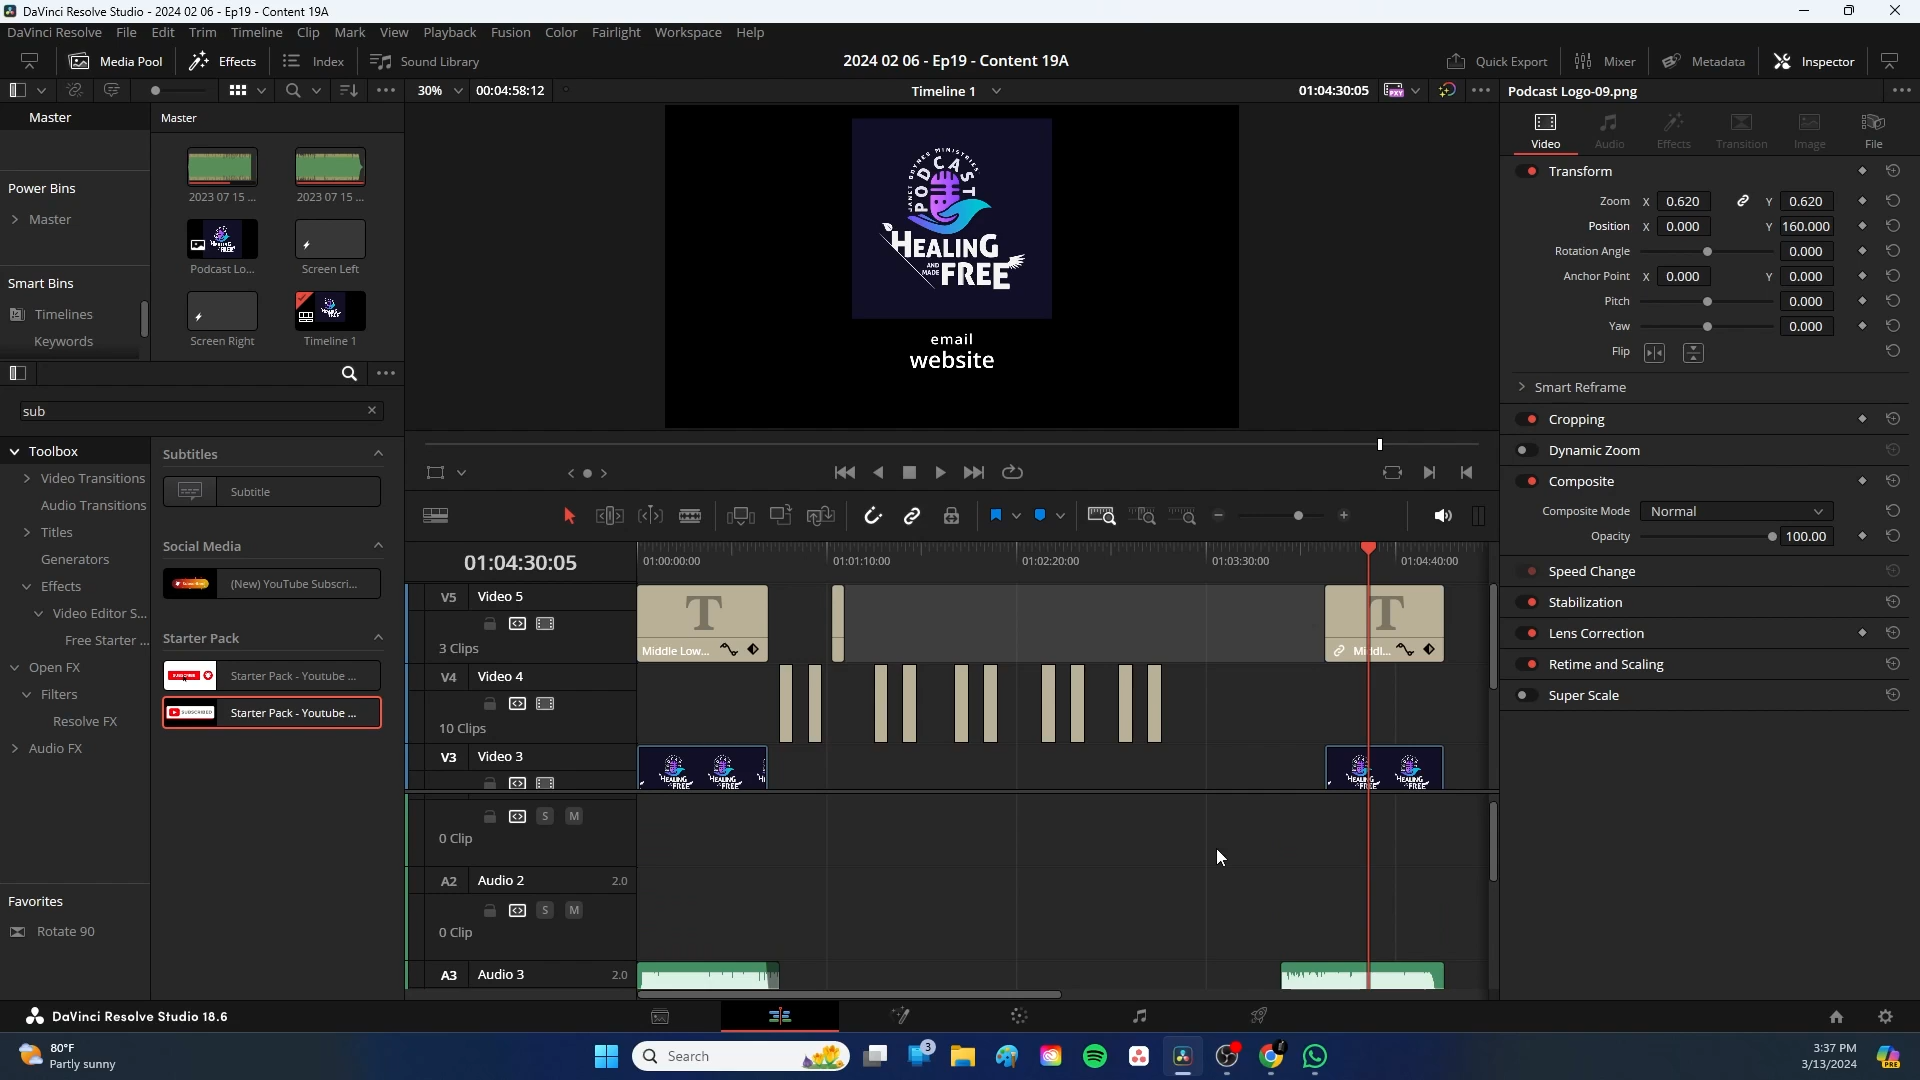 DaVinci Resolve Studio - 2024 02 06 - Ep19 - Content 19A
DaVinci Resolve File Edit Trim Timeline Clip Mark View Playback Fusion Color Fairlight Workspace Help
Media Pool Effects Index Sound Library 2024 02 06 - Ep19 - Content 19A Quick Export Mixer Metadata Inspector
30% 00:04:58:12 Timeline 1 01:04:30:05 Podcast Logo-09.png
Master
Master
Power Bins
Master
Smart Bins
Timelines
Keywords
2023 07 15 ... 2023 07 15 ...
Podcast Lo... Screen Left
Screen Right Timeline 1
JANET DOYNES MINISTRIES
PODCAST
HEALING
AND MADE
FREE
email
website
Video Audio Effects Transition Image File
Transform
Zoom X 0.620 Y 0.620
Position X 0.000 Y 160.000
Rotation Angle 0.000
Anchor Point X 0.000 Y 0.000
Pitch 0.000
Yaw 0.000
Flip
Smart Reframe
Cropping
Dynamic Zoom
Composite
Composite Mode Normal
Opacity 100.00
Speed Change
Stabilization
Lens Correction
Retime and Scaling
Super Scale
sub
Toolbox
Video Transitions
Audio Transitions
Titles
Generators
Effects
Video Editor S...
Free Starter ...
Open FX
Filters
Resolve FX
Audio FX
Favorites
Rotate 90
Subtitles
Subtitle
Social Media
(New) YouTube Subscri...
Starter Pack
Starter Pack - Youtube ...
SUBSCRIBED Starter Pack - Youtube ...
01:04:30:05 01:00:00:00 01:01:10:00 01:02:20:00 01:03:30:00 01:04:40:00
V5 Video 5
3 Clips
T
Middle Low...
T
Middl...
V4 Video 4
10 Clips
V3 Video 3
S M
0 Clip
A2 Audio 2 2.0
S M
0 Clip
A3 Audio 3 2.0
DaVinci Resolve Studio 18.6
80°F
Partly sunny
Search
3
3:37 PM
3/13/2024